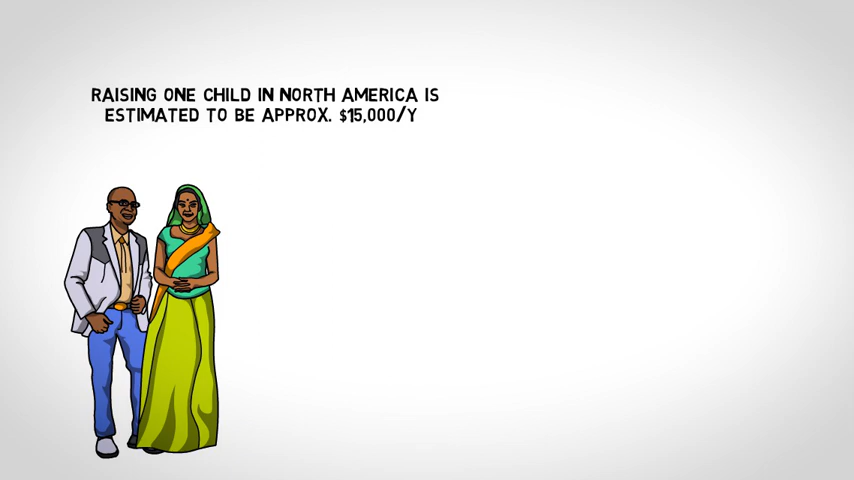 RAISING ONE CHILD IN NORTH AMERICA IS
ESTIMATED TO BE APPROX. $15,000/Y